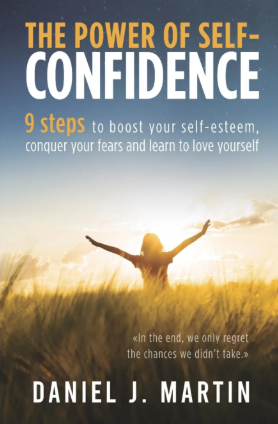 THE POWER OF SELF-
CONFIDENCE
9 steps to boost your self-esteem,
conquer your fears and learn to love yourself
«In the end, we only regret
the chances we didn't take.»
DANIEL J. MARTIN